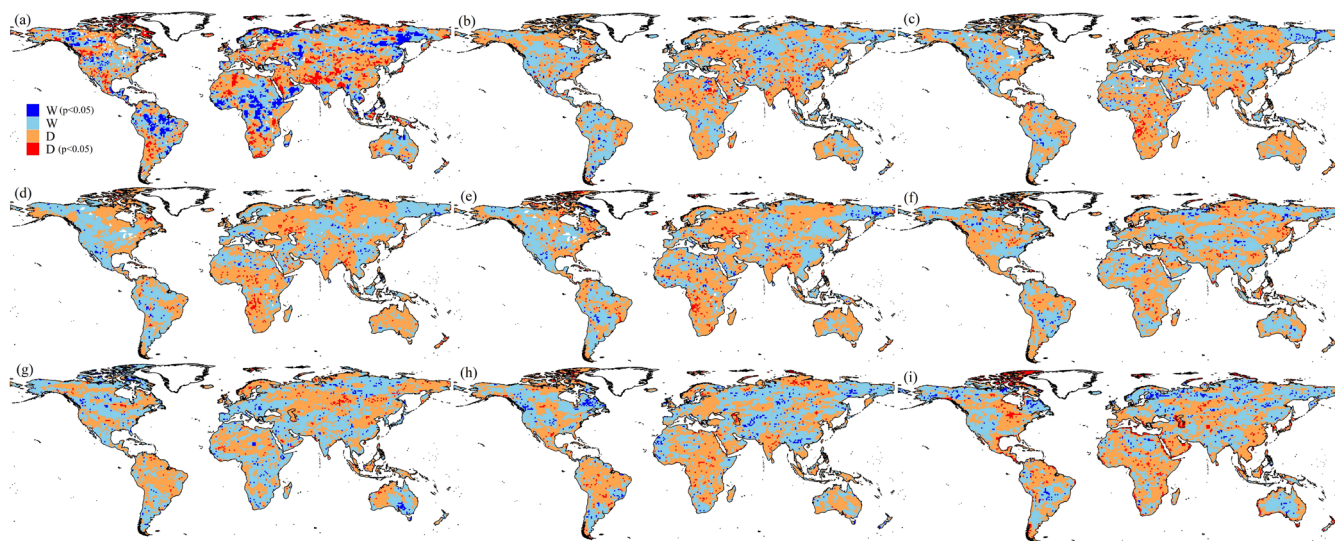 (a)
(b)
(c)
W (p<0.05)
W
D
D (p<0.05)
(d)
(e)
(f)
(g)
(h)
(i)